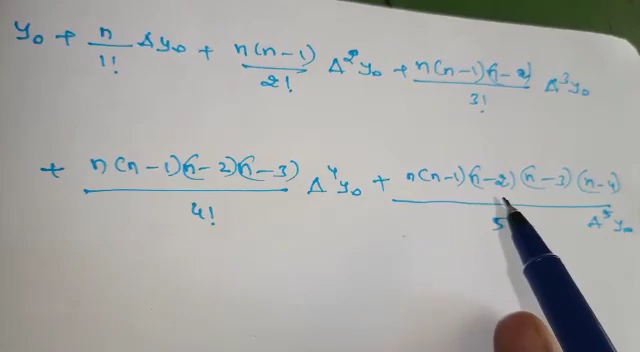 y₀ + n/1! Δy₀ + n(n-1)/2! Δ²y₀ + n(n-1)(n-2)/3! Δ³y₀
+ n(n-1)(n-2)(n-3)/4! Δ⁴y₀ + n(n-1)(n-2)(n-3)(n-4)/5 Δ⁵y₀